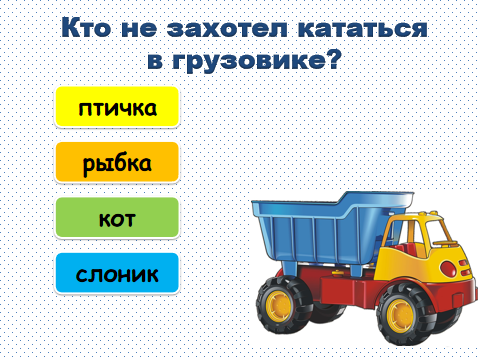 Кто не захотел кататься
в грузовике?
птичка
рыбка
кот
слоник